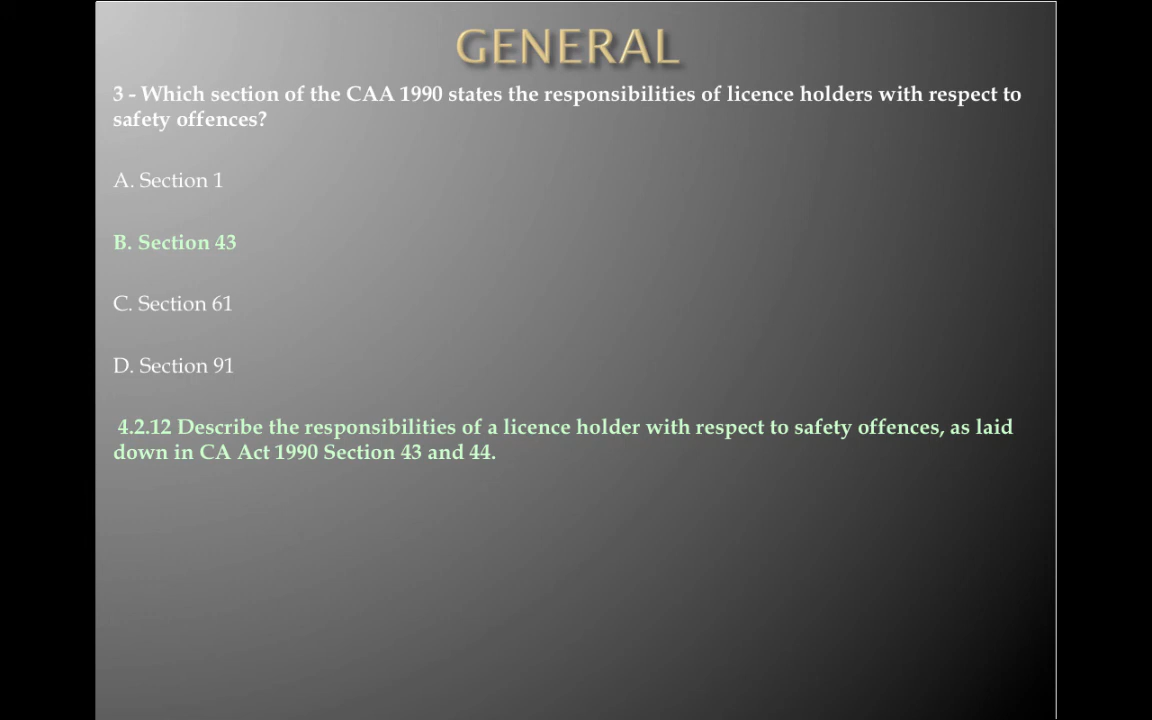 GENERAL
3 - Which section of the CAA 1990 states the responsibilities of licence holders with respect to
safety offences?
A. Section 1
B. Section 43
C. Section 61
D. Section 91
4.2.12 Describe the responsibilities of a licence holder with respect to safety offences, as laid
down in CA Act 1990 Section 43 and 44.